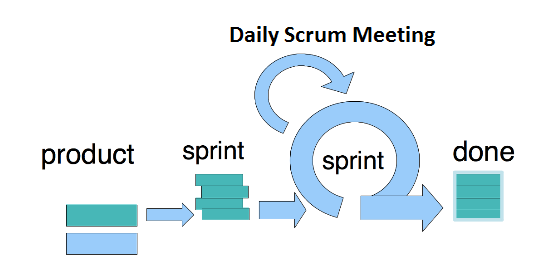 Daily Scrum Meeting
product
sprint
sprint
done